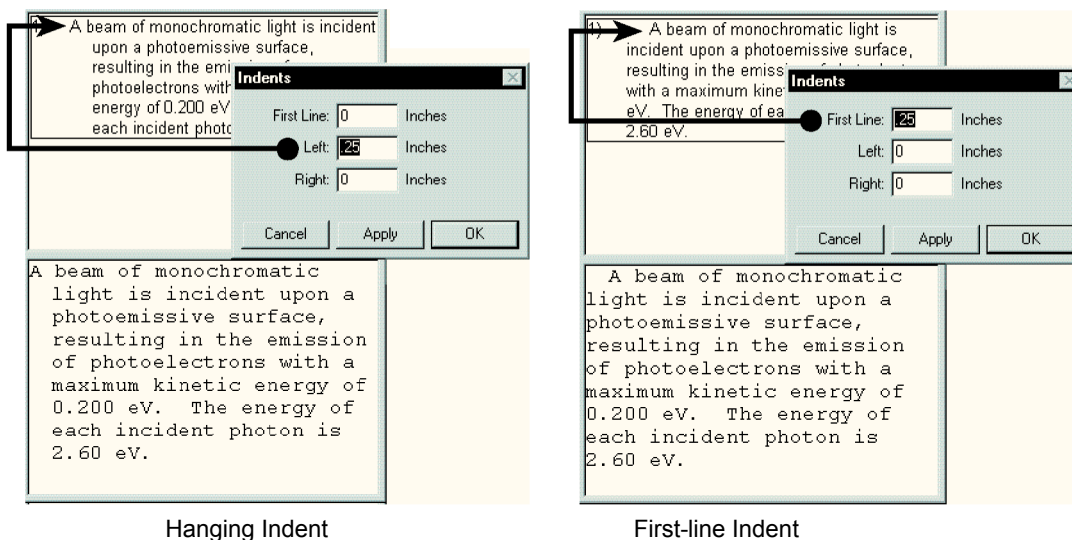 A beam of monochromatic light is incident
upon a photoemissive surface,
resulting in the emi
photoelectrons with
energy of 0.200 eV
each incident phot
Indents
First Line: 0 Inches
Left: .25 Inches
Right: 0 Inches
Cancel Apply OK
A beam of monochromatic
light is incident upon a
photoemissive surface,
resulting in the emission
of photoelectrons with a
maximum kinetic energy of
0.200 eV. The energy of
each incident photon is
2.60 eV.
Hanging Indent
1) A beam of monochromatic light is
incident upon a photoemissive surface,
resulting in the emiss
with a maximum kine
eV. The energy of ea
2.60 eV.
Indents
First Line: .25 Inches
Left: 0 Inches
Right: 0 Inches
Cancel Apply OK
A beam of monochromatic
light is incident upon a
photoemissive surface,
resulting in the emission
of photoelectrons with a
maximum kinetic energy of
0.200 eV. The energy of
each incident photon is
2.60 eV.
First-line Indent